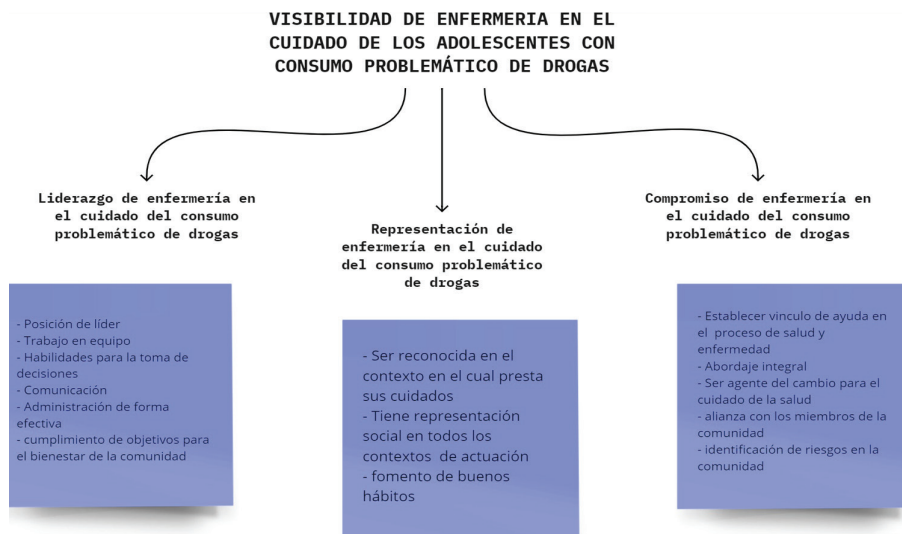 VISIBILIDAD DE ENFERMERIA EN EL
CUIDADO DE LOS ADOLESCENTES CON
CONSUMO PROBLEMÁTICO DE DROGAS
Liderazgo de enfermería en
el cuidado del consumo
problemático de drogas
- Posición de líder
- Trabajo en equipo
- Habilidades para la toma de
decisiones
- Comunicación
- Administración de forma
efectiva
- cumplimiento de objetivos para
el bienestar de la comunidad
Representación de
enfermería en el cuidado
del consumo problemático
de drogas
- Ser reconocida en el
contexto en el cual presta
sus cuidados
- Tiene representación
social en todos los
contextos de actuación
- fomento de buenos
hábitos
Compromiso de enfermería en
el cuidado del consumo
problemático de drogas
- Establecer vinculo de ayuda en
el proceso de salud y
enfermedad
- Abordaje integral
- Ser agente del cambio para el
cuidado de la salud
- alianza con los miembros de la
comunidad
- identificación de riesgos en la
comunidad